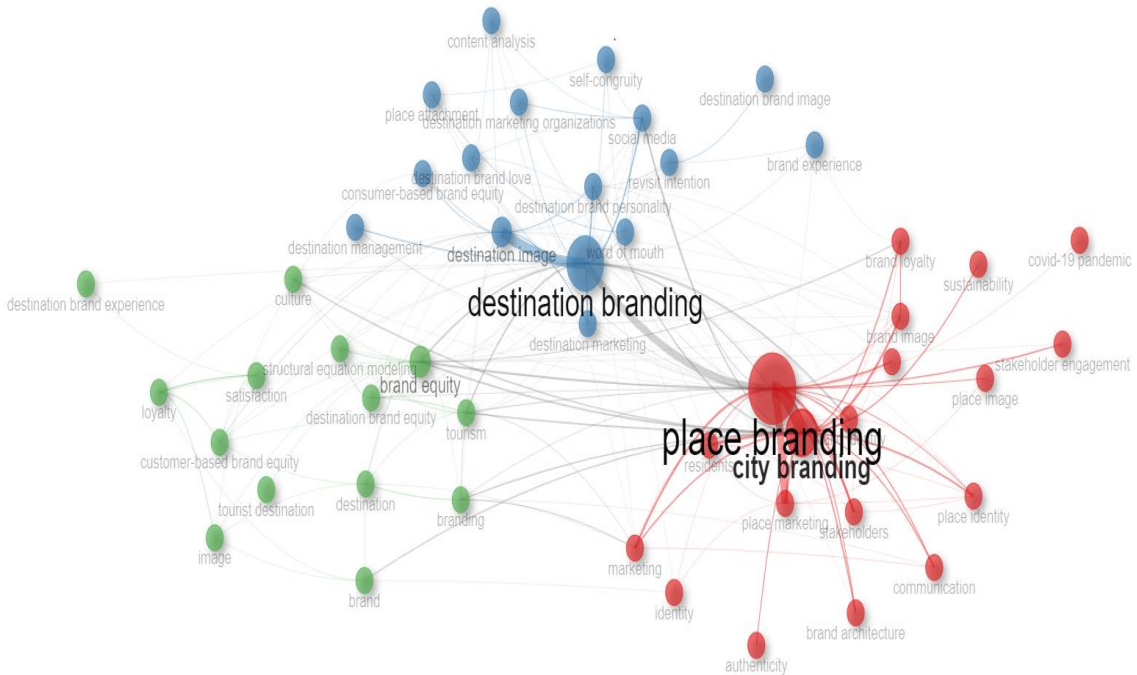 content analysis
self-congruity
destination brand image
place attachment
destination marketing organizations
social media
brand experience
destination brand love
revisit intention
consumer-based brand equity
destination brand personality
destination management
destination image
word of mouth
brand loyalty
covid-19 pandemic
sustainability
destination brand experience
culture
destination branding
destination marketing
brand image
stakeholder engagement
structural equation modeling
brand equity
satisfaction
loyalty
destination brand equity
tourism
place image
place branding
residents
city branding
customer-based brand equity
tourist destination
destination
branding
place marketing
stakeholders
place identity
image
marketing
communication
brand
identity
brand architecture
authenticity